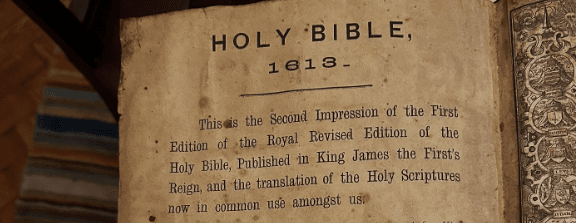 HOLY BIBLE,
1613-
This is the Second Impression of the First
Edition of the Royal Revised Edition of the
Holy Bible, Published in King James the First's
Reign, and the translation of the Holy Scriptures
now in common use amongst us.